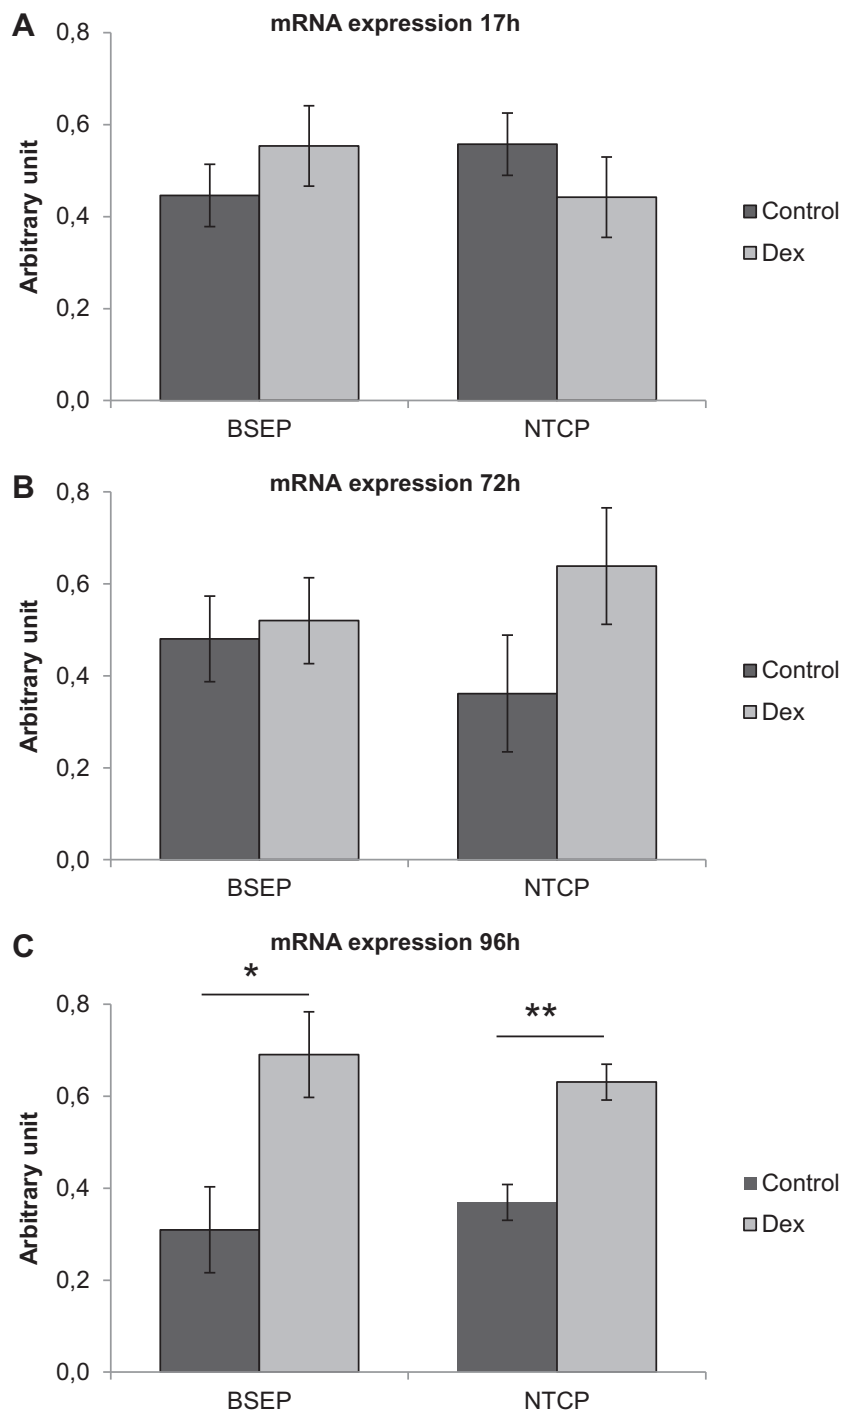 A
mRNA expression 17h
0,8
0,6
0,4
0,2
0,0
Arbitrary unit
BSEP
NTCP
Control
Dex
B
mRNA expression 72h
0,8
0,6
0,4
0,2
0,0
Arbitrary unit
BSEP
NTCP
Control
Dex
C
mRNA expression 96h
*
**
0,8
0,6
0,4
0,2
0,0
Arbitrary unit
BSEP
NTCP
Control
Dex